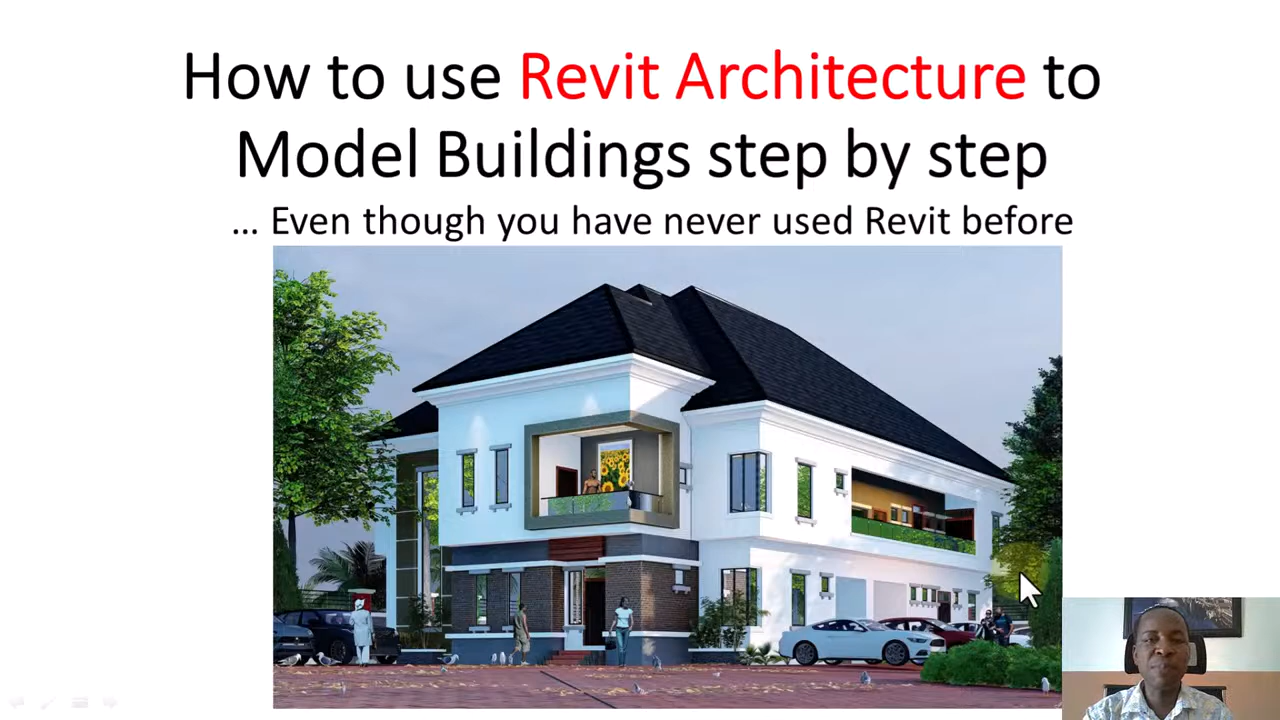 How to use Revit Architecture to
Model Buildings step by step
... Even though you have never used Revit before